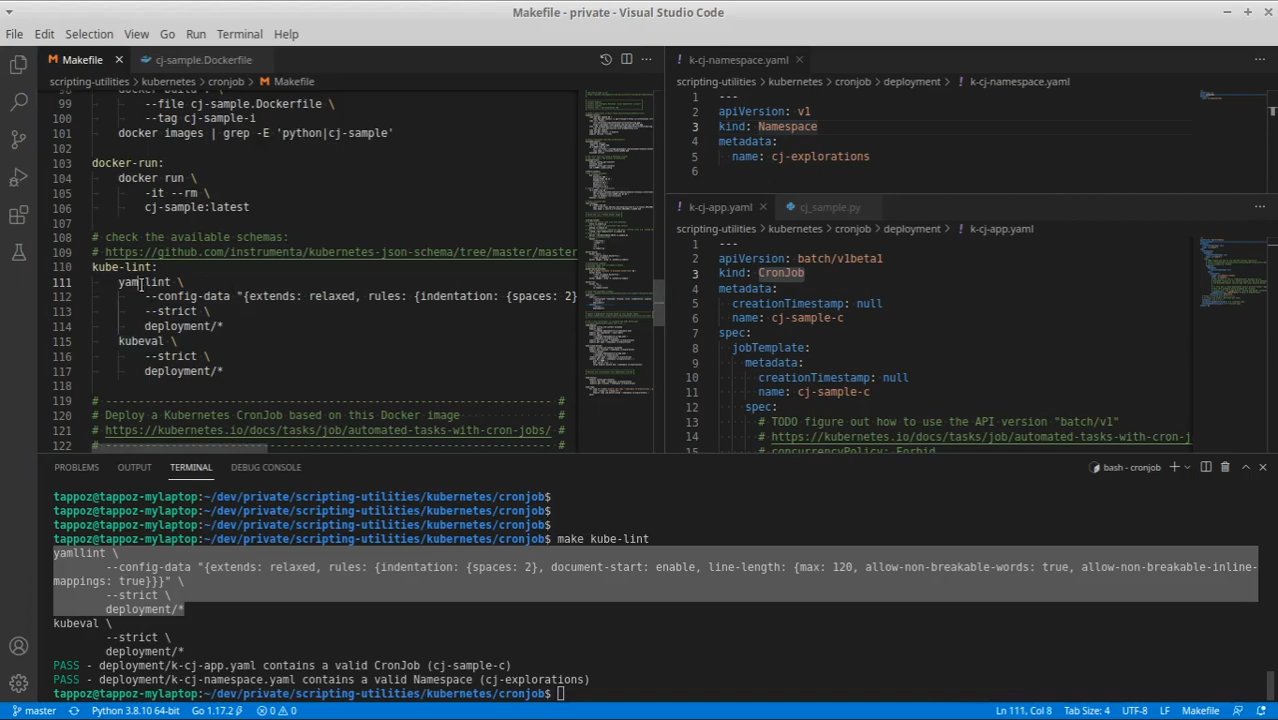 Makefile - private - Visual Studio Code
File Edit Selection View Go Run Terminal Help
Makefile
cj-sample.Dockerfile
scripting-utilities > kubernetes > cronjob > Makefile
99 --file cj-sample.Dockerfile \
100 --tag cj-sample-i
101 docker images | grep -E 'python|cj-sample'
102
103 docker-run:
104 docker run \
105 -it --rm \
106 cj-sample:latest
107
108 # check the available schemas:
109 # https://github.com/instrumenta/kubernetes-json-schema/tree/master/master
110 kube-lint:
111 yamllint \
112 --config-data "{extends: relaxed, rules: {indentation: {spaces: 2}
113 --strict \
114 deployment/*
115 kubeval \
116 --strict \
117 deployment/*
118
119 # ------------------------------------------------------------------- #
120 # Deploy a Kubernetes CronJob based on this Docker image #
121 # https://kubernetes.io/docs/tasks/job/automated-tasks-with-cron-jobs/ #
122 # ------------------------------------------------------------------- #
k-cj-namespace.yaml
scripting-utilities > kubernetes > cronjob > deployment > k-cj-namespace.yaml
1 ---
2 apiVersion: v1
3 kind: Namespace
4 metadata:
5 name: cj-explorations
6
k-cj-app.yaml
cj_sample.py
scripting-utilities > kubernetes > cronjob > deployment > k-cj-app.yaml
1 ---
2 apiVersion: batch/v1beta1
3 kind: CronJob
4 metadata:
5 creationTimestamp: null
6 name: cj-sample-c
7 spec:
8 jobTemplate:
9 metadata:
10 creationTimestamp: null
11 name: cj-sample-c
12 spec:
13 # TODO figure out how to use the API version "batch/v1"
14 # https://kubernetes.io/docs/tasks/job/automated-tasks-with-cron-j
15 # concurrencyPolicy: Forbid
PROBLEMS OUTPUT TERMINAL DEBUG CONSOLE
bash - cronjob
tappoz@tappoz-mylaptop:~/dev/private/scripting-utilities/kubernetes/cronjob$
tappoz@tappoz-mylaptop:~/dev/private/scripting-utilities/kubernetes/cronjob$
tappoz@tappoz-mylaptop:~/dev/private/scripting-utilities/kubernetes/cronjob$
tappoz@tappoz-mylaptop:~/dev/private/scripting-utilities/kubernetes/cronjob$ make kube-lint
yamllint \
--config-data "{extends: relaxed, rules: {indentation: {spaces: 2}, document-start: enable, line-length: {max: 120, allow-non-breakable-words: true, allow-non-breakable-inline-
mappings: true}}}" \
--strict \
deployment/*
kubeval \
--strict \
deployment/*
PASS - deployment/k-cj-app.yaml contains a valid CronJob (cj-sample-c)
PASS - deployment/k-cj-namespace.yaml contains a valid Namespace (cj-explorations)
tappoz@tappoz-mylaptop:~/dev/private/scripting-utilities/kubernetes/cronjob$
master Python 3.8.10 64-bit Go 1.17.2 0 0 Ln 111, Col 8 Tab Size: 4 UTF-8 LF Makefile